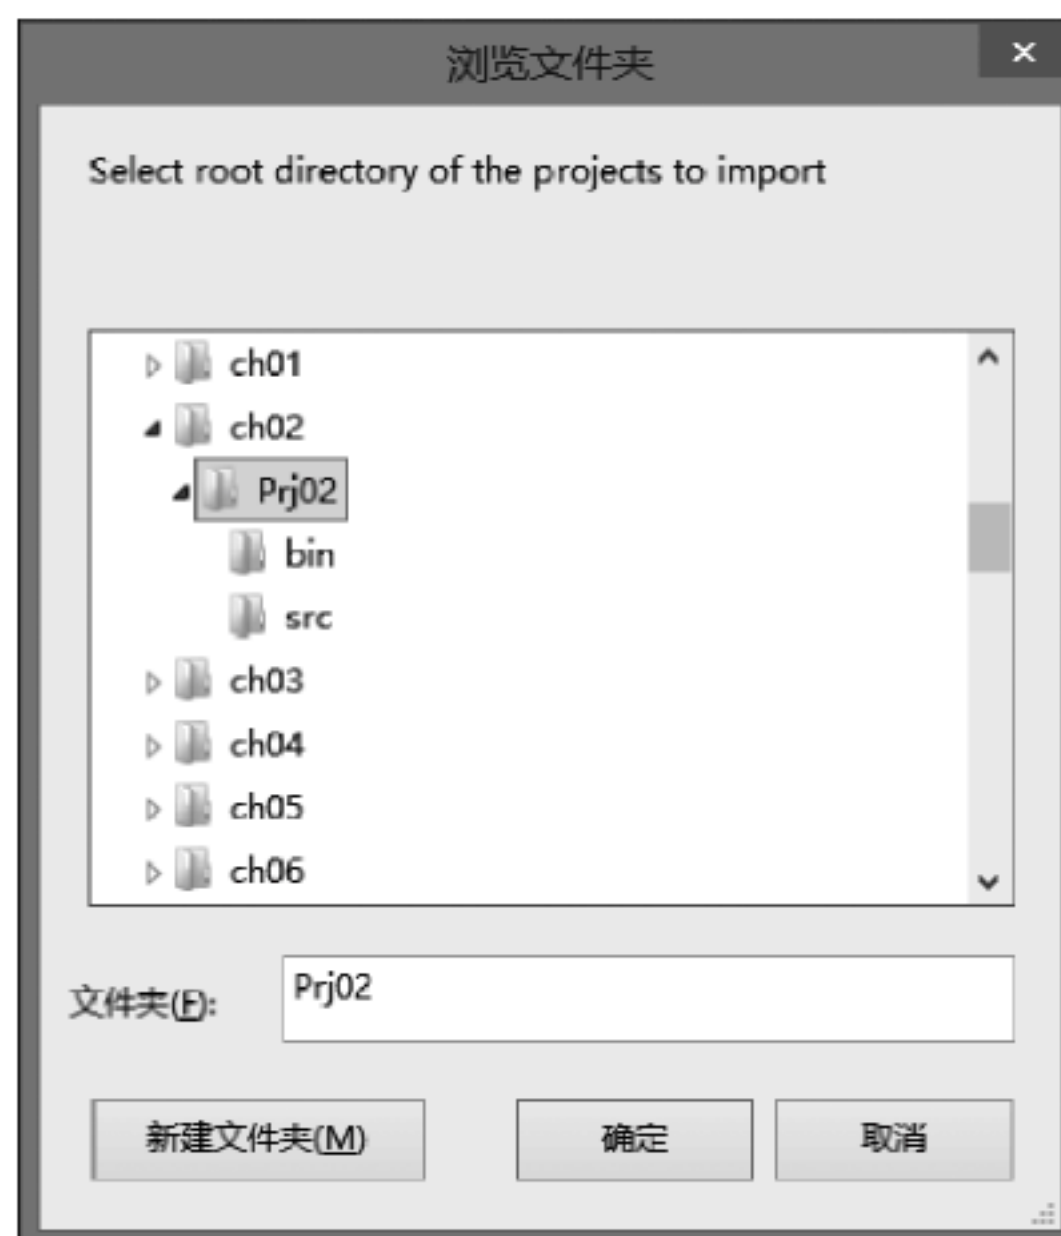 浏览文件夹
Select root directory of the projects to import
ch01
ch02
Prj02
bin
src
ch03
ch04
ch05
ch06
文件夹(F): Prj02
新建文件夹(M) 确定 取消